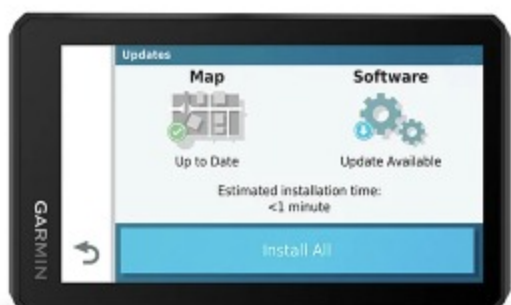 Updates
Map
Software
Up to Date
Update Available
Estimated installation time:
<1 minute
Install All
GARMIN